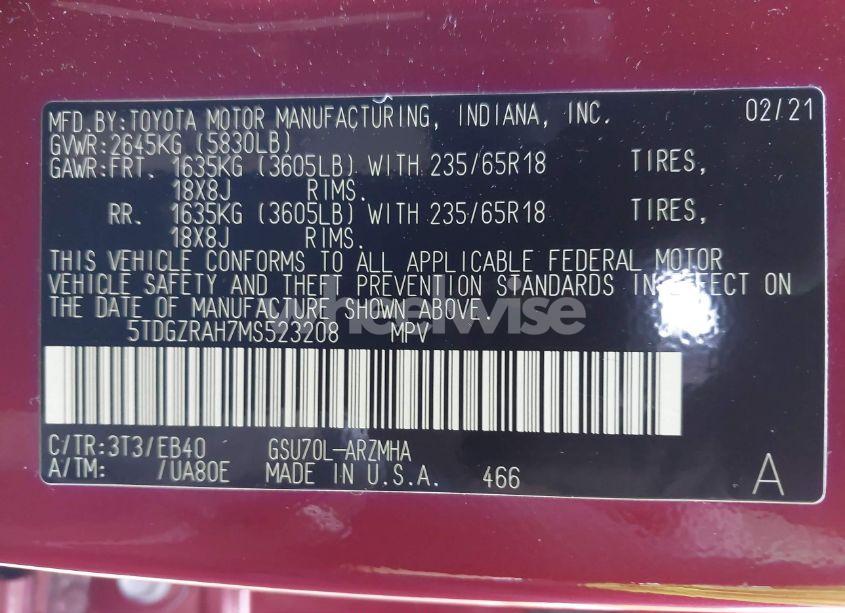 MFD.BY:TOYOTA MOTOR MANUFACTURING, INDIANA, INC. 02/21
GVWR:2645KG (5830LB)
GAWR:FRT. 1635KG (3605LB) WITH 235/65R18 TIRES,
18X8J RIMS.
RR. 1635KG (3605LB) WITH 235/65R18 TIRES,
18X8J RIMS.
THIS VEHICLE CONFORMS TO ALL APPLICABLE FEDERAL MOTOR
VEHICLE SAFETY AND THEFT PREVENTION STANDARDS IN EFFECT ON
THE DATE OF MANUFACTURE SHOWN ABOVE.
wheelwise
5TDGZRAH7MS523208 MPV
C/TR:3T3/EB40 GSU70L-ARZMHA
A/TM: /UA80E MADE IN U.S.A. 466 A